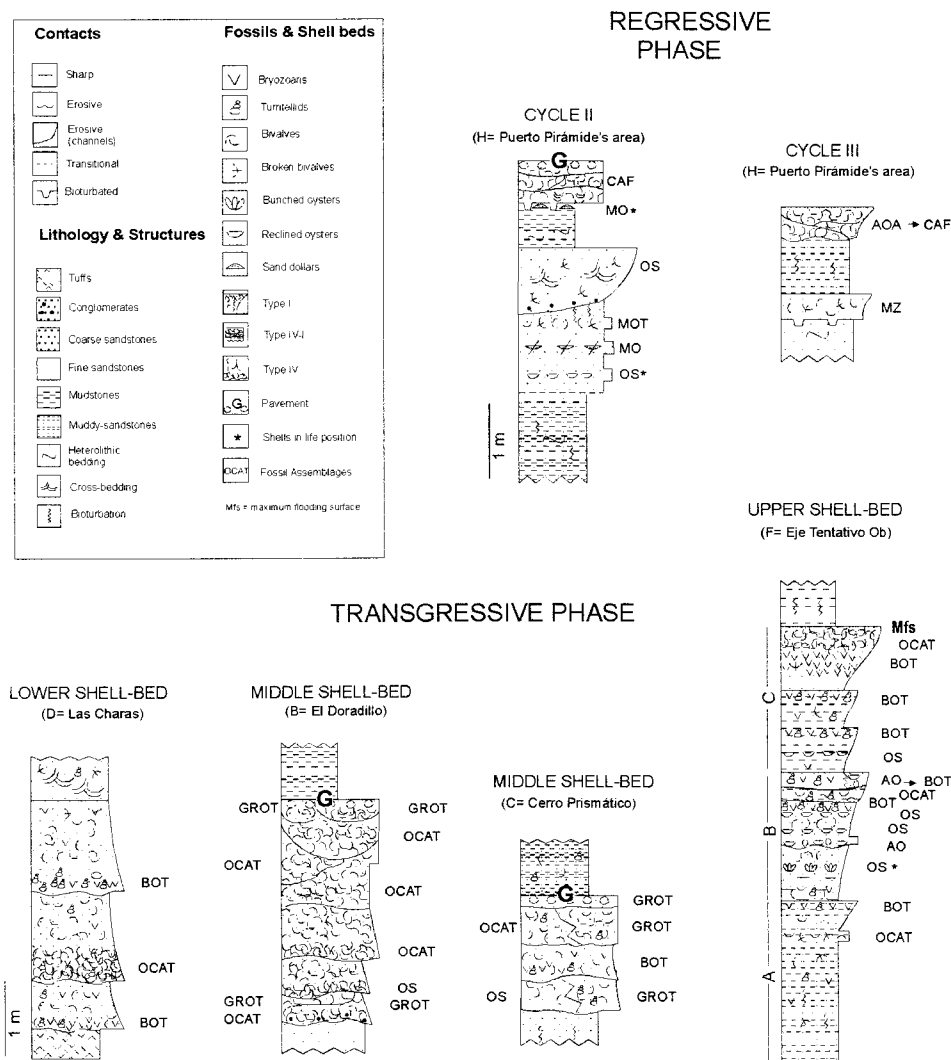 Contacts
Sharp
Erosive
Erosive
(channels)
Transitional
Bioturbated
Lithology & Structures
Tuffs
Conglomerates
Coarse sandstones
Fine sandstones
Mudstones
Muddy-sandstones
Heterolithic
bedding
Cross-bedding
Bioturbation
Fossils & Shell beds
Bryozoans
Turritellids
Bivalves
Broken bivalves
Bunched oysters
Reclined oysters
Sand dollars
Type I
Type IV-I
Type IV
G Pavement
* Shells in life position
OCAT Fossil Assemblages
Mfs = maximum flooding surface
REGRESSIVE
PHASE
CYCLE II
(H= Puerto Pirámide's area)
G
CAF
MO*
OS
MOT
MO
OS*
1 m
CYCLE III
(H= Puerto Pirámide's area)
AOA → CAF
MZ
TRANSGRESSIVE PHASE
LOWER SHELL-BED
(D= Las Charas)
BOT
OCAT
BOT
1 m
MIDDLE SHELL-BED
(B= El Doradillo)
G
GROT GROT
OCAT
OCAT
OCAT
OCAT
OS
GROT GROT
OCAT
MIDDLE SHELL-BED
(C= Cerro Prismático)
G
GROT
OCAT GROT
BOT
OS GROT
UPPER SHELL-BED
(F= Eje Tentativo Ob)
Mfs
OCAT
BOT
C
BOT
BOT
OS
AO → BOT
OCAT
BOT
OS
B
OS
AO
OS *
BOT
OCAT
A